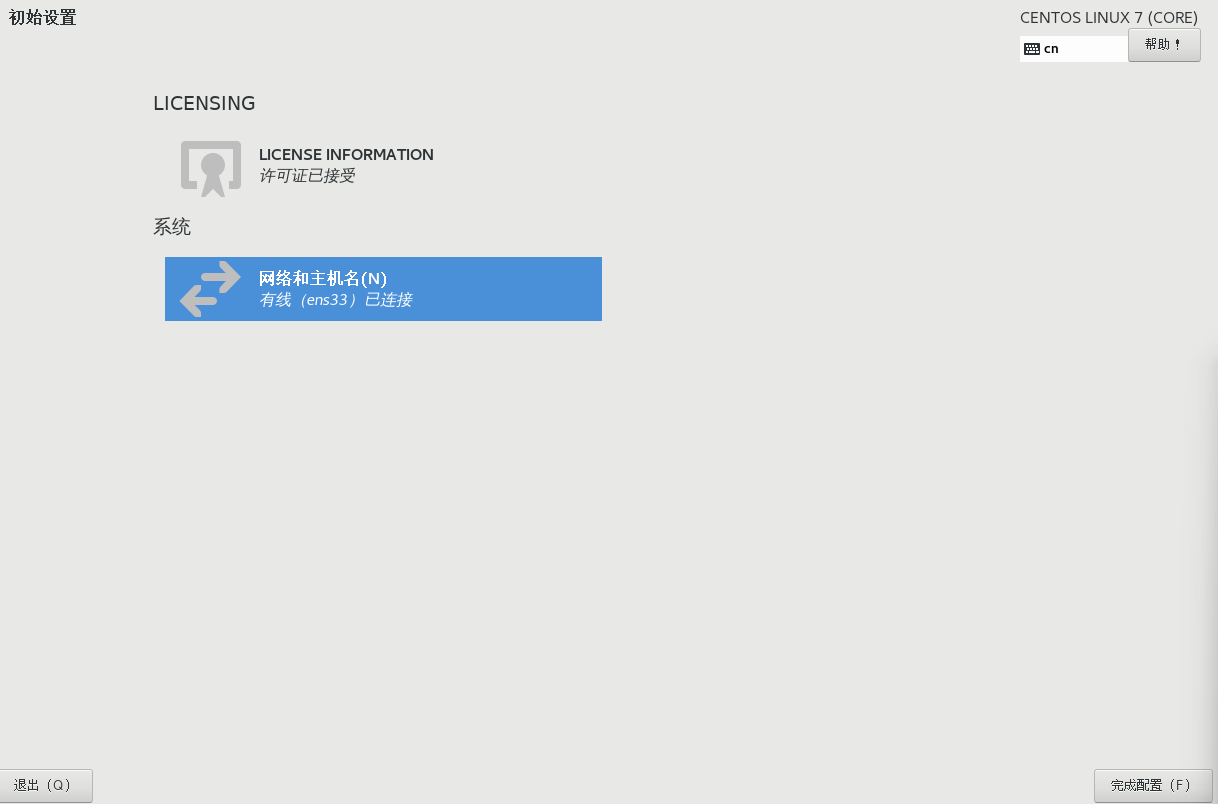 初始设置
CENTOS LINUX 7 (CORE)
cn
帮助！
LICENSING
LICENSE INFORMATION
许可证已接受
系统
网络和主机名(N)
有线（ens33）已连接
退出（Q）
完成配置（F）